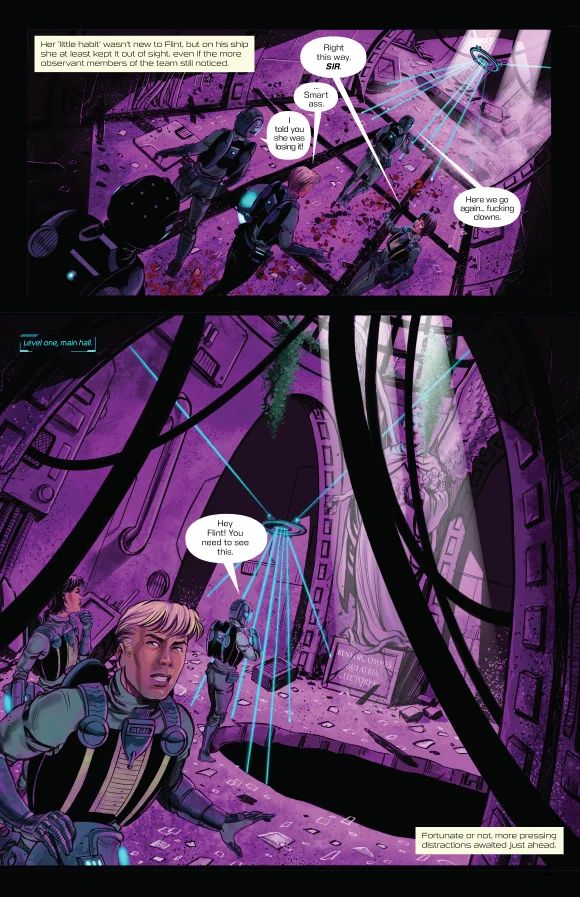 Her 'little habit' wasn't new to Flint, but on his ship
she at least kept it out of sight, even if the more
observant members of the team still noticed.
Right
this way.
SIR.
...
Smart
ass.
I
told you
she was
losing it!
Here we go
again... fucking
clowns.
Level one, main hall.
Hey
Flint! You
need to see
this.
Fortunate or not, more pressing
distractions awaited just ahead.